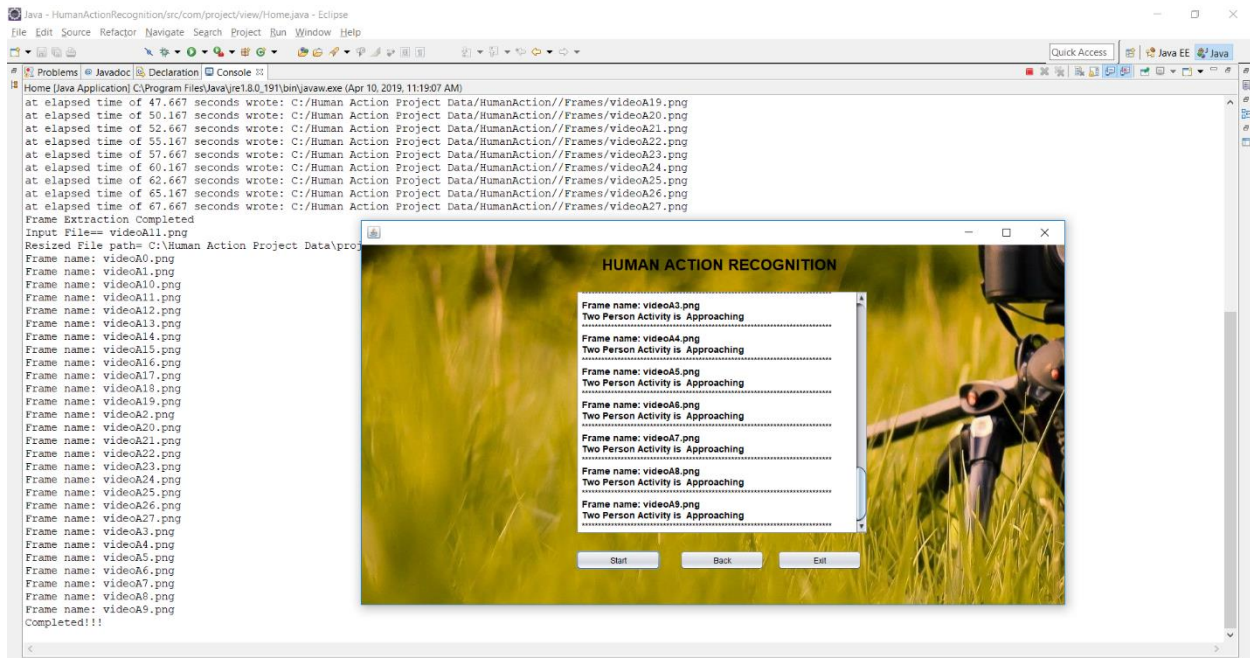 Java - HumanActionRecognition/src/com/project/view/Home.java - Eclipse
File Edit Source Refactor Navigate Search Project Run Window Help
Quick Access Java EE Java
Problems Javadoc Declaration Console
Home [Java Application] C:\Program Files\Java\jre1.8.0_191\bin\javaw.exe (Apr 10, 2019, 11:19:07 AM)
at elapsed time of 47.667 seconds wrote: C:/Human Action Project Data/HumanAction//Frames/videoA19.png
at elapsed time of 50.167 seconds wrote: C:/Human Action Project Data/HumanAction//Frames/videoA20.png
at elapsed time of 52.667 seconds wrote: C:/Human Action Project Data/HumanAction//Frames/videoA21.png
at elapsed time of 55.167 seconds wrote: C:/Human Action Project Data/HumanAction//Frames/videoA22.png
at elapsed time of 57.667 seconds wrote: C:/Human Action Project Data/HumanAction//Frames/videoA23.png
at elapsed time of 60.167 seconds wrote: C:/Human Action Project Data/HumanAction//Frames/videoA24.png
at elapsed time of 62.667 seconds wrote: C:/Human Action Project Data/HumanAction//Frames/videoA25.png
at elapsed time of 65.167 seconds wrote: C:/Human Action Project Data/HumanAction//Frames/videoA26.png
at elapsed time of 67.667 seconds wrote: C:/Human Action Project Data/HumanAction//Frames/videoA27.png
Frame Extraction Completed
Input File== videoA11.png
Resized File path= C:\Human Action Project Data\proj
Frame name: videoA0.png
Frame name: videoA1.png
Frame name: videoA10.png
Frame name: videoA11.png
Frame name: videoA12.png
Frame name: videoA13.png
Frame name: videoA14.png
Frame name: videoA15.png
Frame name: videoA16.png
Frame name: videoA17.png
Frame name: videoA18.png
Frame name: videoA19.png
Frame name: videoA2.png
Frame name: videoA20.png
Frame name: videoA21.png
Frame name: videoA22.png
Frame name: videoA23.png
Frame name: videoA24.png
Frame name: videoA25.png
Frame name: videoA26.png
Frame name: videoA27.png
Frame name: videoA3.png
Frame name: videoA4.png
Frame name: videoA5.png
Frame name: videoA6.png
Frame name: videoA7.png
Frame name: videoA8.png
Frame name: videoA9.png
Completed!!!
HUMAN ACTION RECOGNITION
Frame name: videoA3.png
Two Person Activity is Approaching
Frame name: videoA4.png
Two Person Activity is Approaching
Frame name: videoA5.png
Two Person Activity is Approaching
Frame name: videoA6.png
Two Person Activity is Approaching
Frame name: videoA7.png
Two Person Activity is Approaching
Frame name: videoA8.png
Two Person Activity is Approaching
Frame name: videoA9.png
Two Person Activity is Approaching
Start Back Exit